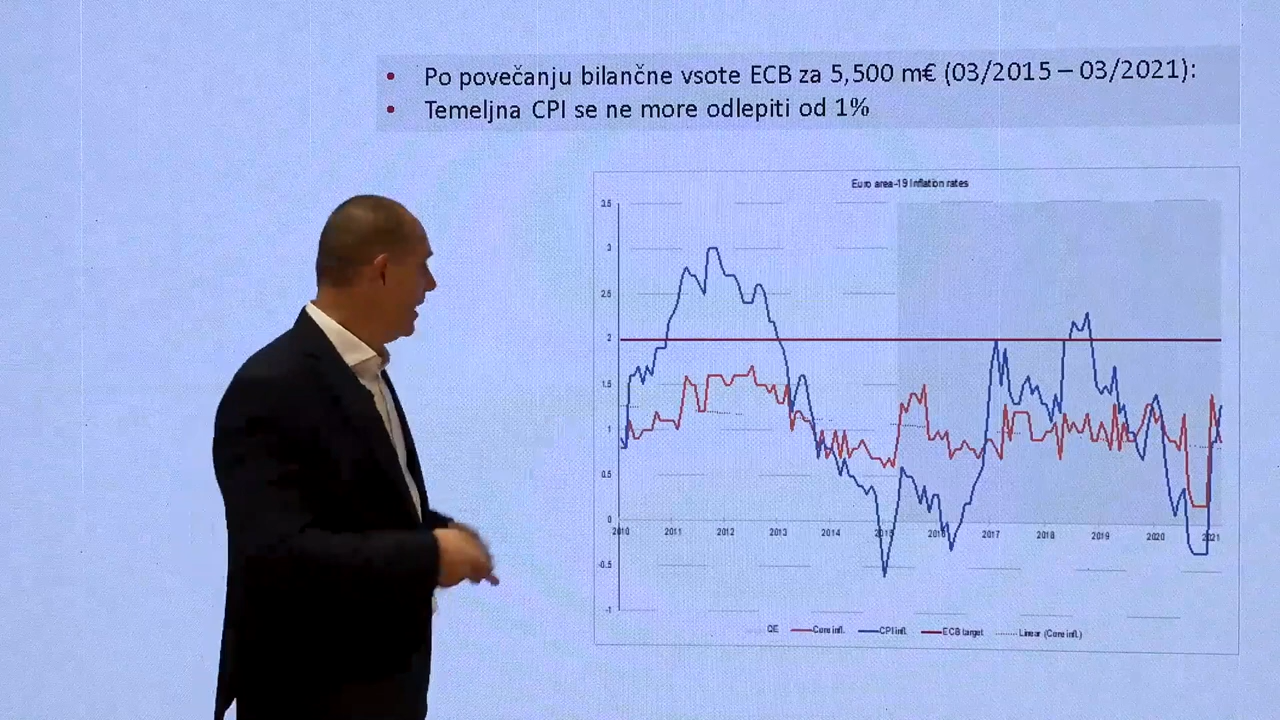 • Po povečanju bilančne vsote ECB za 5,500 m€ (03/2015 – 03/2021):
• Temeljna CPI se ne more odlepiti od 1%
Euro area-19 Inflation rates
3.5
3
2.5
2
1.5
1
0.5
0
2010 2011 2012 2013 2014 2015 2016 2017 2018 2019 2020 2021
-0.5
-1
QE Core infl. CPI infl. ECB target Linear (Core infl.)